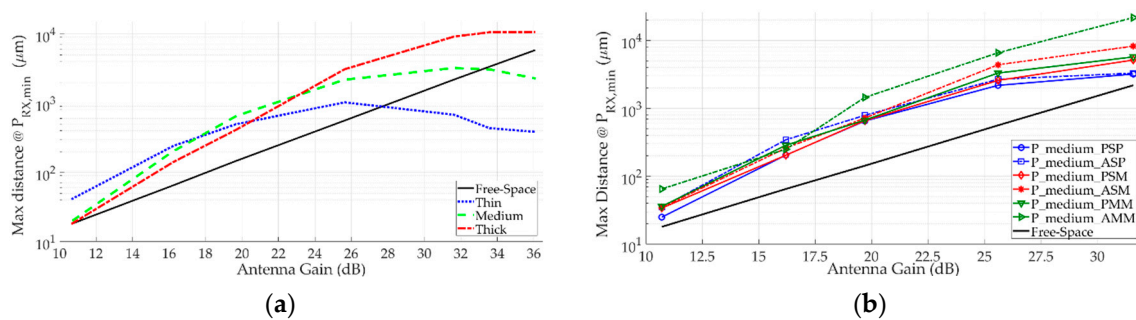 (a)
Max distance @ P_RX,min (μm)
10^4
10^3
10^2
10^1
10 12 14 16 18 20 22 24 26 28 30 32 34 36
Antenna Gain (dB)
Free-Space
Thin
Medium
Thick
(a)
(b)
Max Distance @ P_RX,min (μm)
10^4
10^3
10^2
10^1
10 12.5 15 17.5 20 22.5 25 27.5 30
Antenna Gain (dB)
P_medium_PSP
P_medium_ASP
P_medium_PSM
P_medium_ASM
P_medium_PMM
P_medium_AMM
Free-Space
(b)